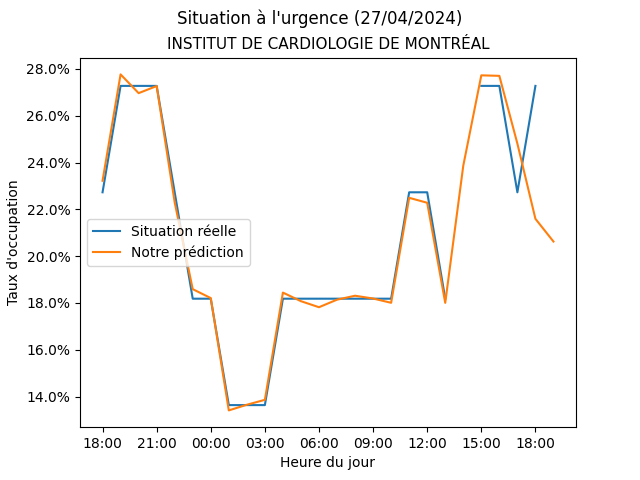 Situation à l'urgence (27/04/2024)
INSTITUT DE CARDIOLOGIE DE MONTRÉAL
28.0%
26.0%
24.0%
22.0%
20.0%
18.0%
16.0%
14.0%
Taux d'occupation
Situation réelle
Notre prédiction
18:00 21:00 00:00 03:00 06:00 09:00 12:00 15:00 18:00
Heure du jour